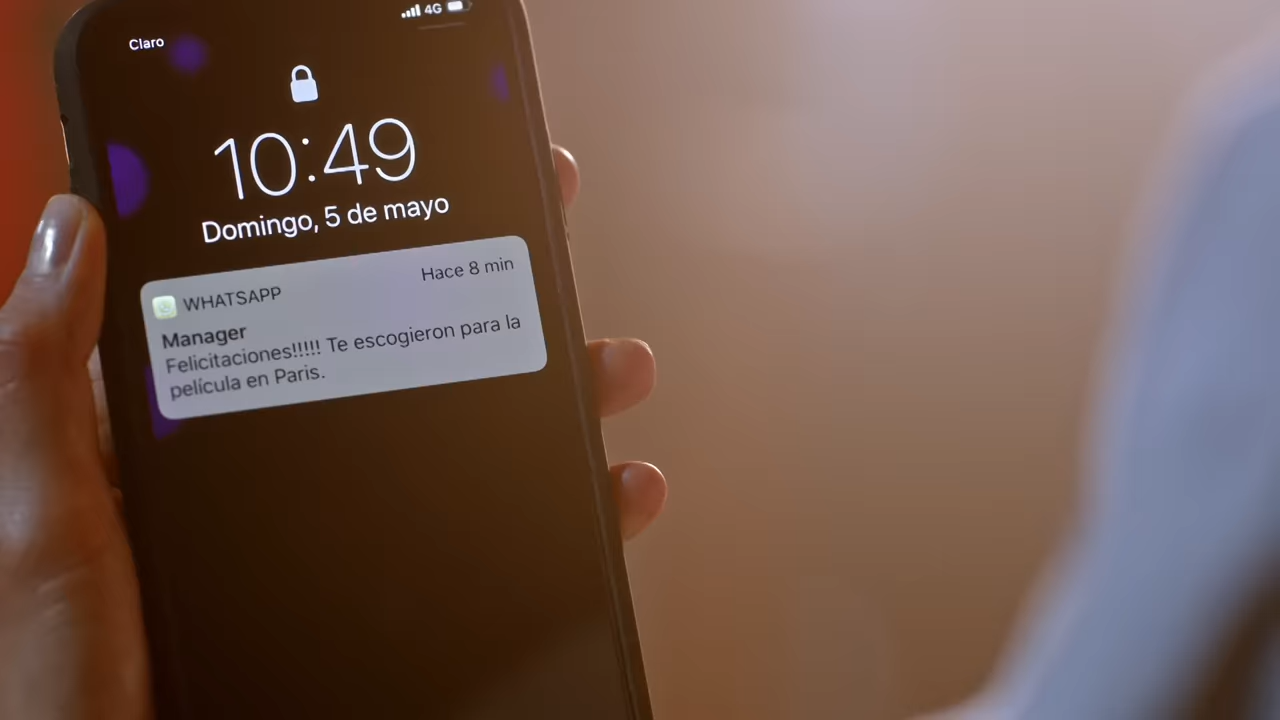 4G
Claro
10:49
Domingo, 5 de mayo
WHATSAPP
Hace 8 min
Manager
Felicitaciones!!!!! Te escogieron para la
película en Paris.